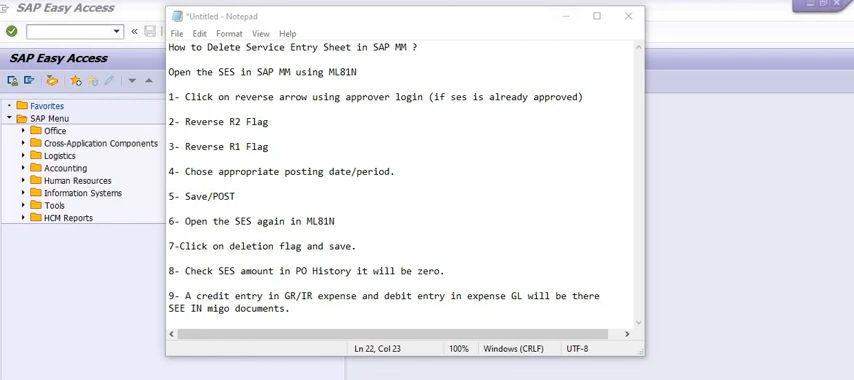 SAP Easy Access
*Untitled - Notepad
File Edit Format View Help
How to Delete Service Entry Sheet in SAP MM ?
Open the SES in SAP MM using ML81N
1- Click on reverse arrow using approver login (if ses is already approved)
2- Reverse R2 Flag
3- Reverse R1 Flag
4- Chose appropriate posting date/period.
5- Save/POST
6- Open the SES again in ML81N
7-Click on deletion flag and save.
8- Check SES amount in PO History it will be zero.
9- A credit entry in GR/IR expense and debit entry in expense GL will be there
SEE IN migo documents.
Ln 22, Col 23 100% Windows (CRLF) UTF-8
SAP Easy Access
Favorites
SAP Menu
Office
Cross-Application Components
Logistics
Accounting
Human Resources
Information Systems
Tools
HCM Reports